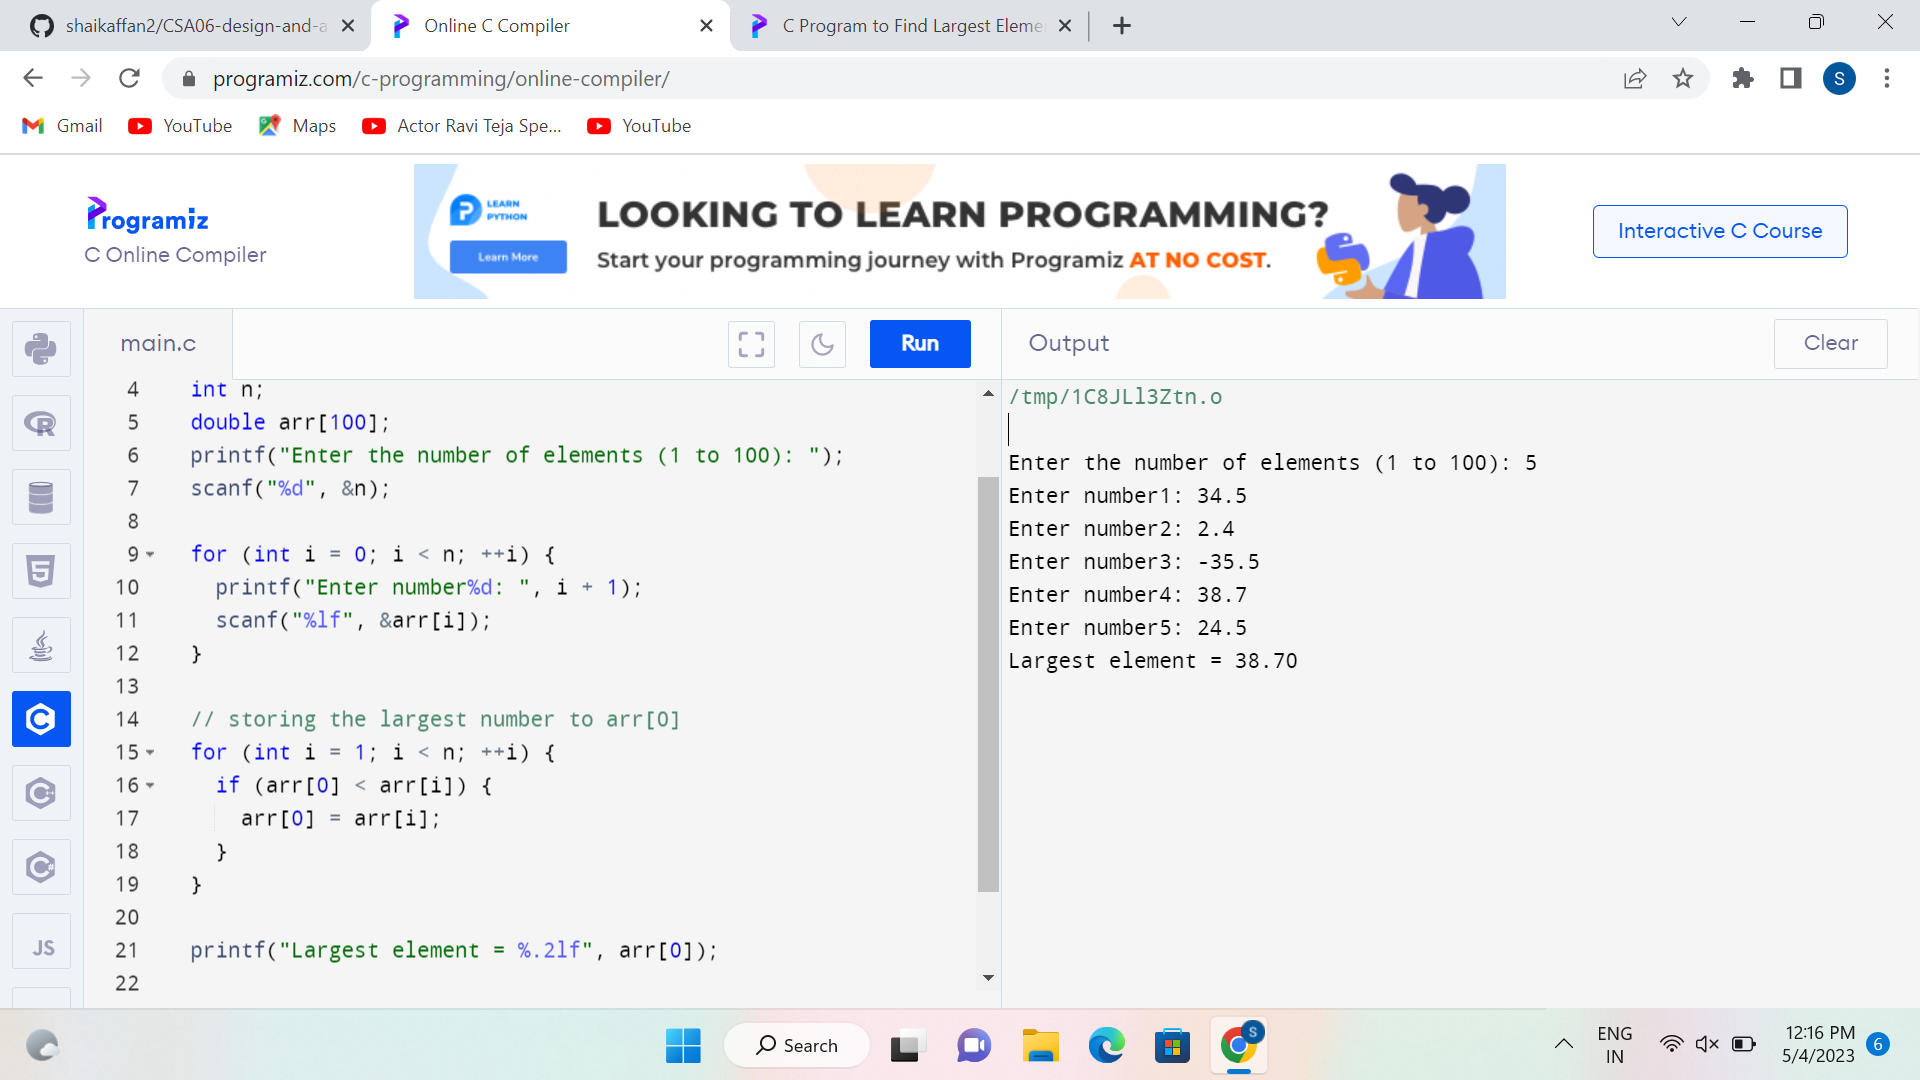 shaikaffan2/CSA06-design-and-a
Online C Compiler
C Program to Find Largest Eleme
programiz.com/c-programming/online-compiler/
S
Gmail
YouTube
Maps
Actor Ravi Teja Spe...
YouTube
Programiz
C Online Compiler
LEARN
PYTHON
Learn More
LOOKING TO LEARN PROGRAMMING?
Start your programming journey with Programiz AT NO COST.
Interactive C Course
main.c
Run
Output
Clear
4 int n;
5 double arr[100];
6 printf("Enter the number of elements (1 to 100): ");
7 scanf("%d", &n);
8
9 for (int i = 0; i < n; ++i) {
10 printf("Enter number%d: ", i + 1);
11 scanf("%lf", &arr[i]);
12 }
13
14 // storing the largest number to arr[0]
15 for (int i = 1; i < n; ++i) {
16 if (arr[0] < arr[i]) {
17 arr[0] = arr[i];
18 }
19 }
20
21 printf("Largest element = %.2lf", arr[0]);
22
/tmp/1C8JLl3Ztn.o
Enter the number of elements (1 to 100): 5
Enter number1: 34.5
Enter number2: 2.4
Enter number3: -35.5
Enter number4: 38.7
Enter number5: 24.5
Largest element = 38.70
R
5
C
C
C#
JS
Search
S
ENG
IN
12:16 PM
5/4/2023
6